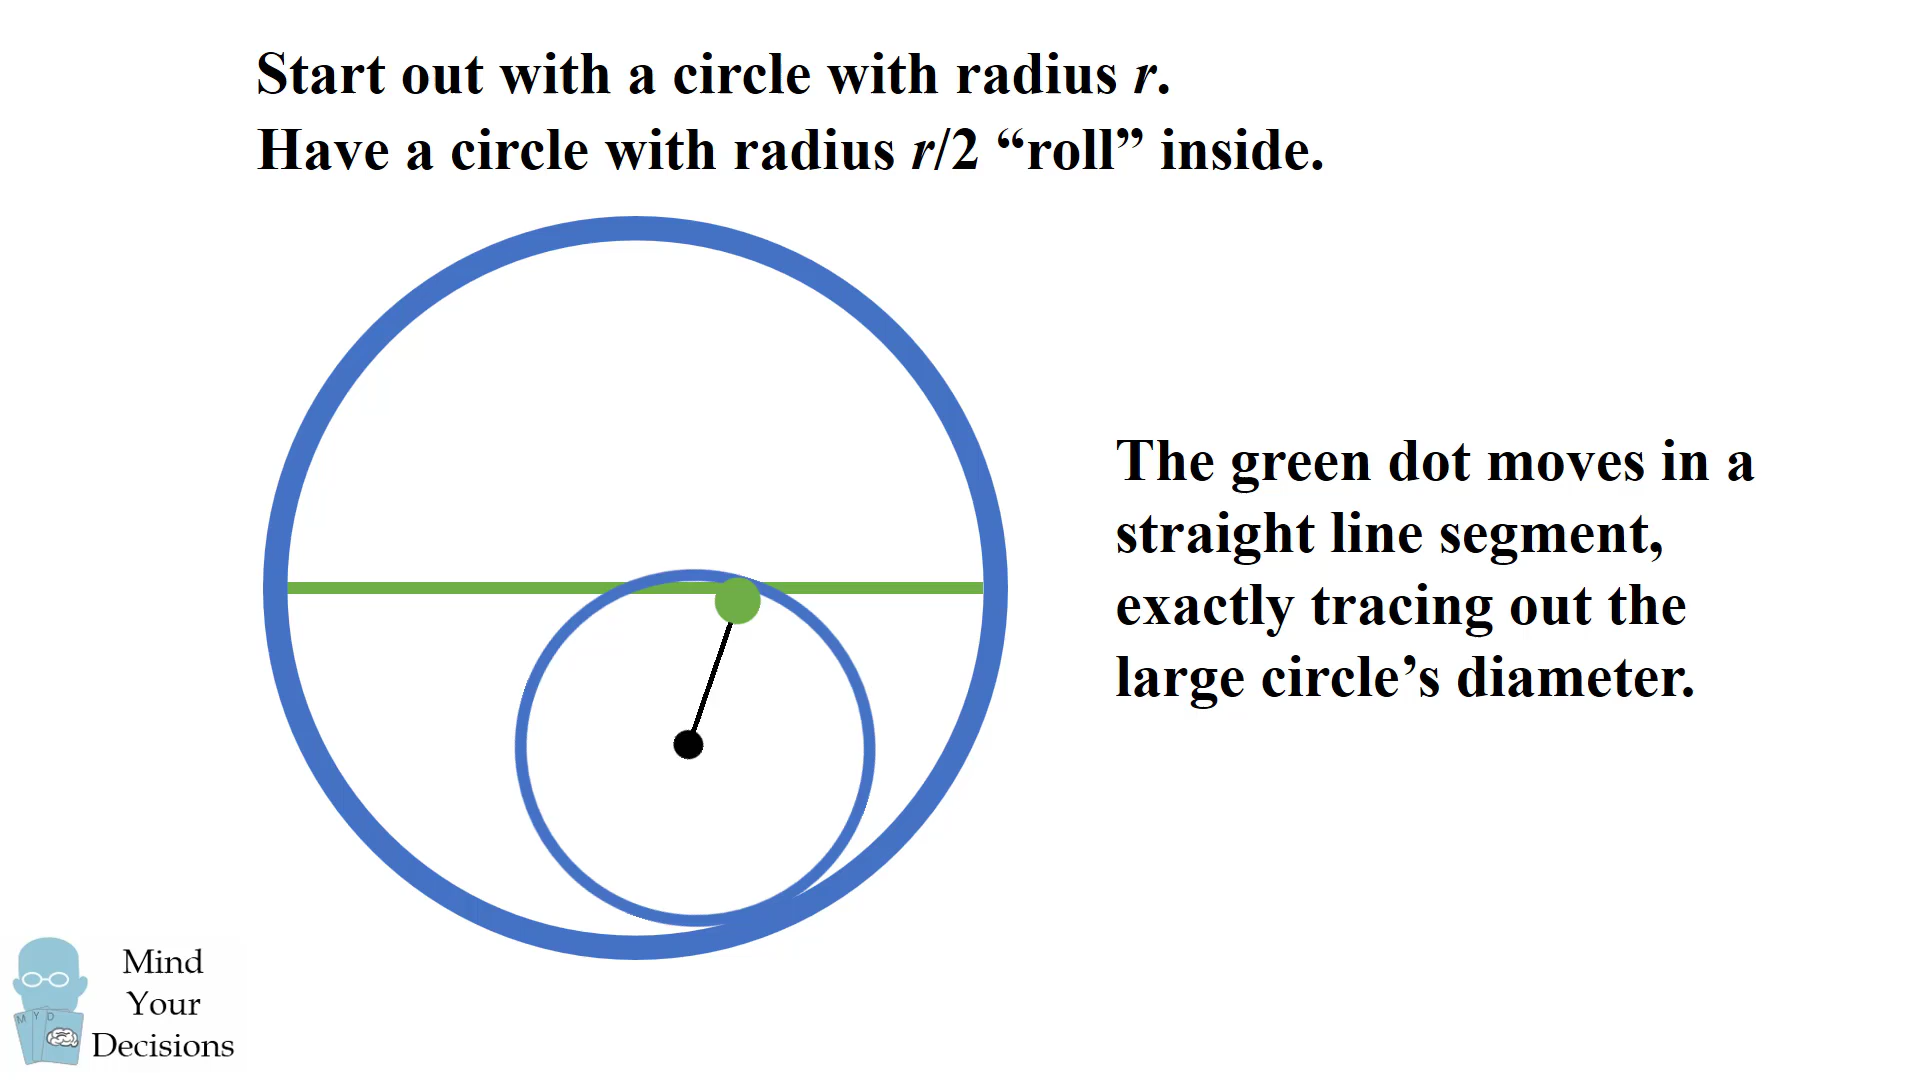 Start out with a circle with radius r.
Have a circle with radius r/2 “roll” inside.
The green dot moves in a
straight line segment,
exactly tracing out the
large circle’s diameter.
Mind
Your
Decisions
M Y D